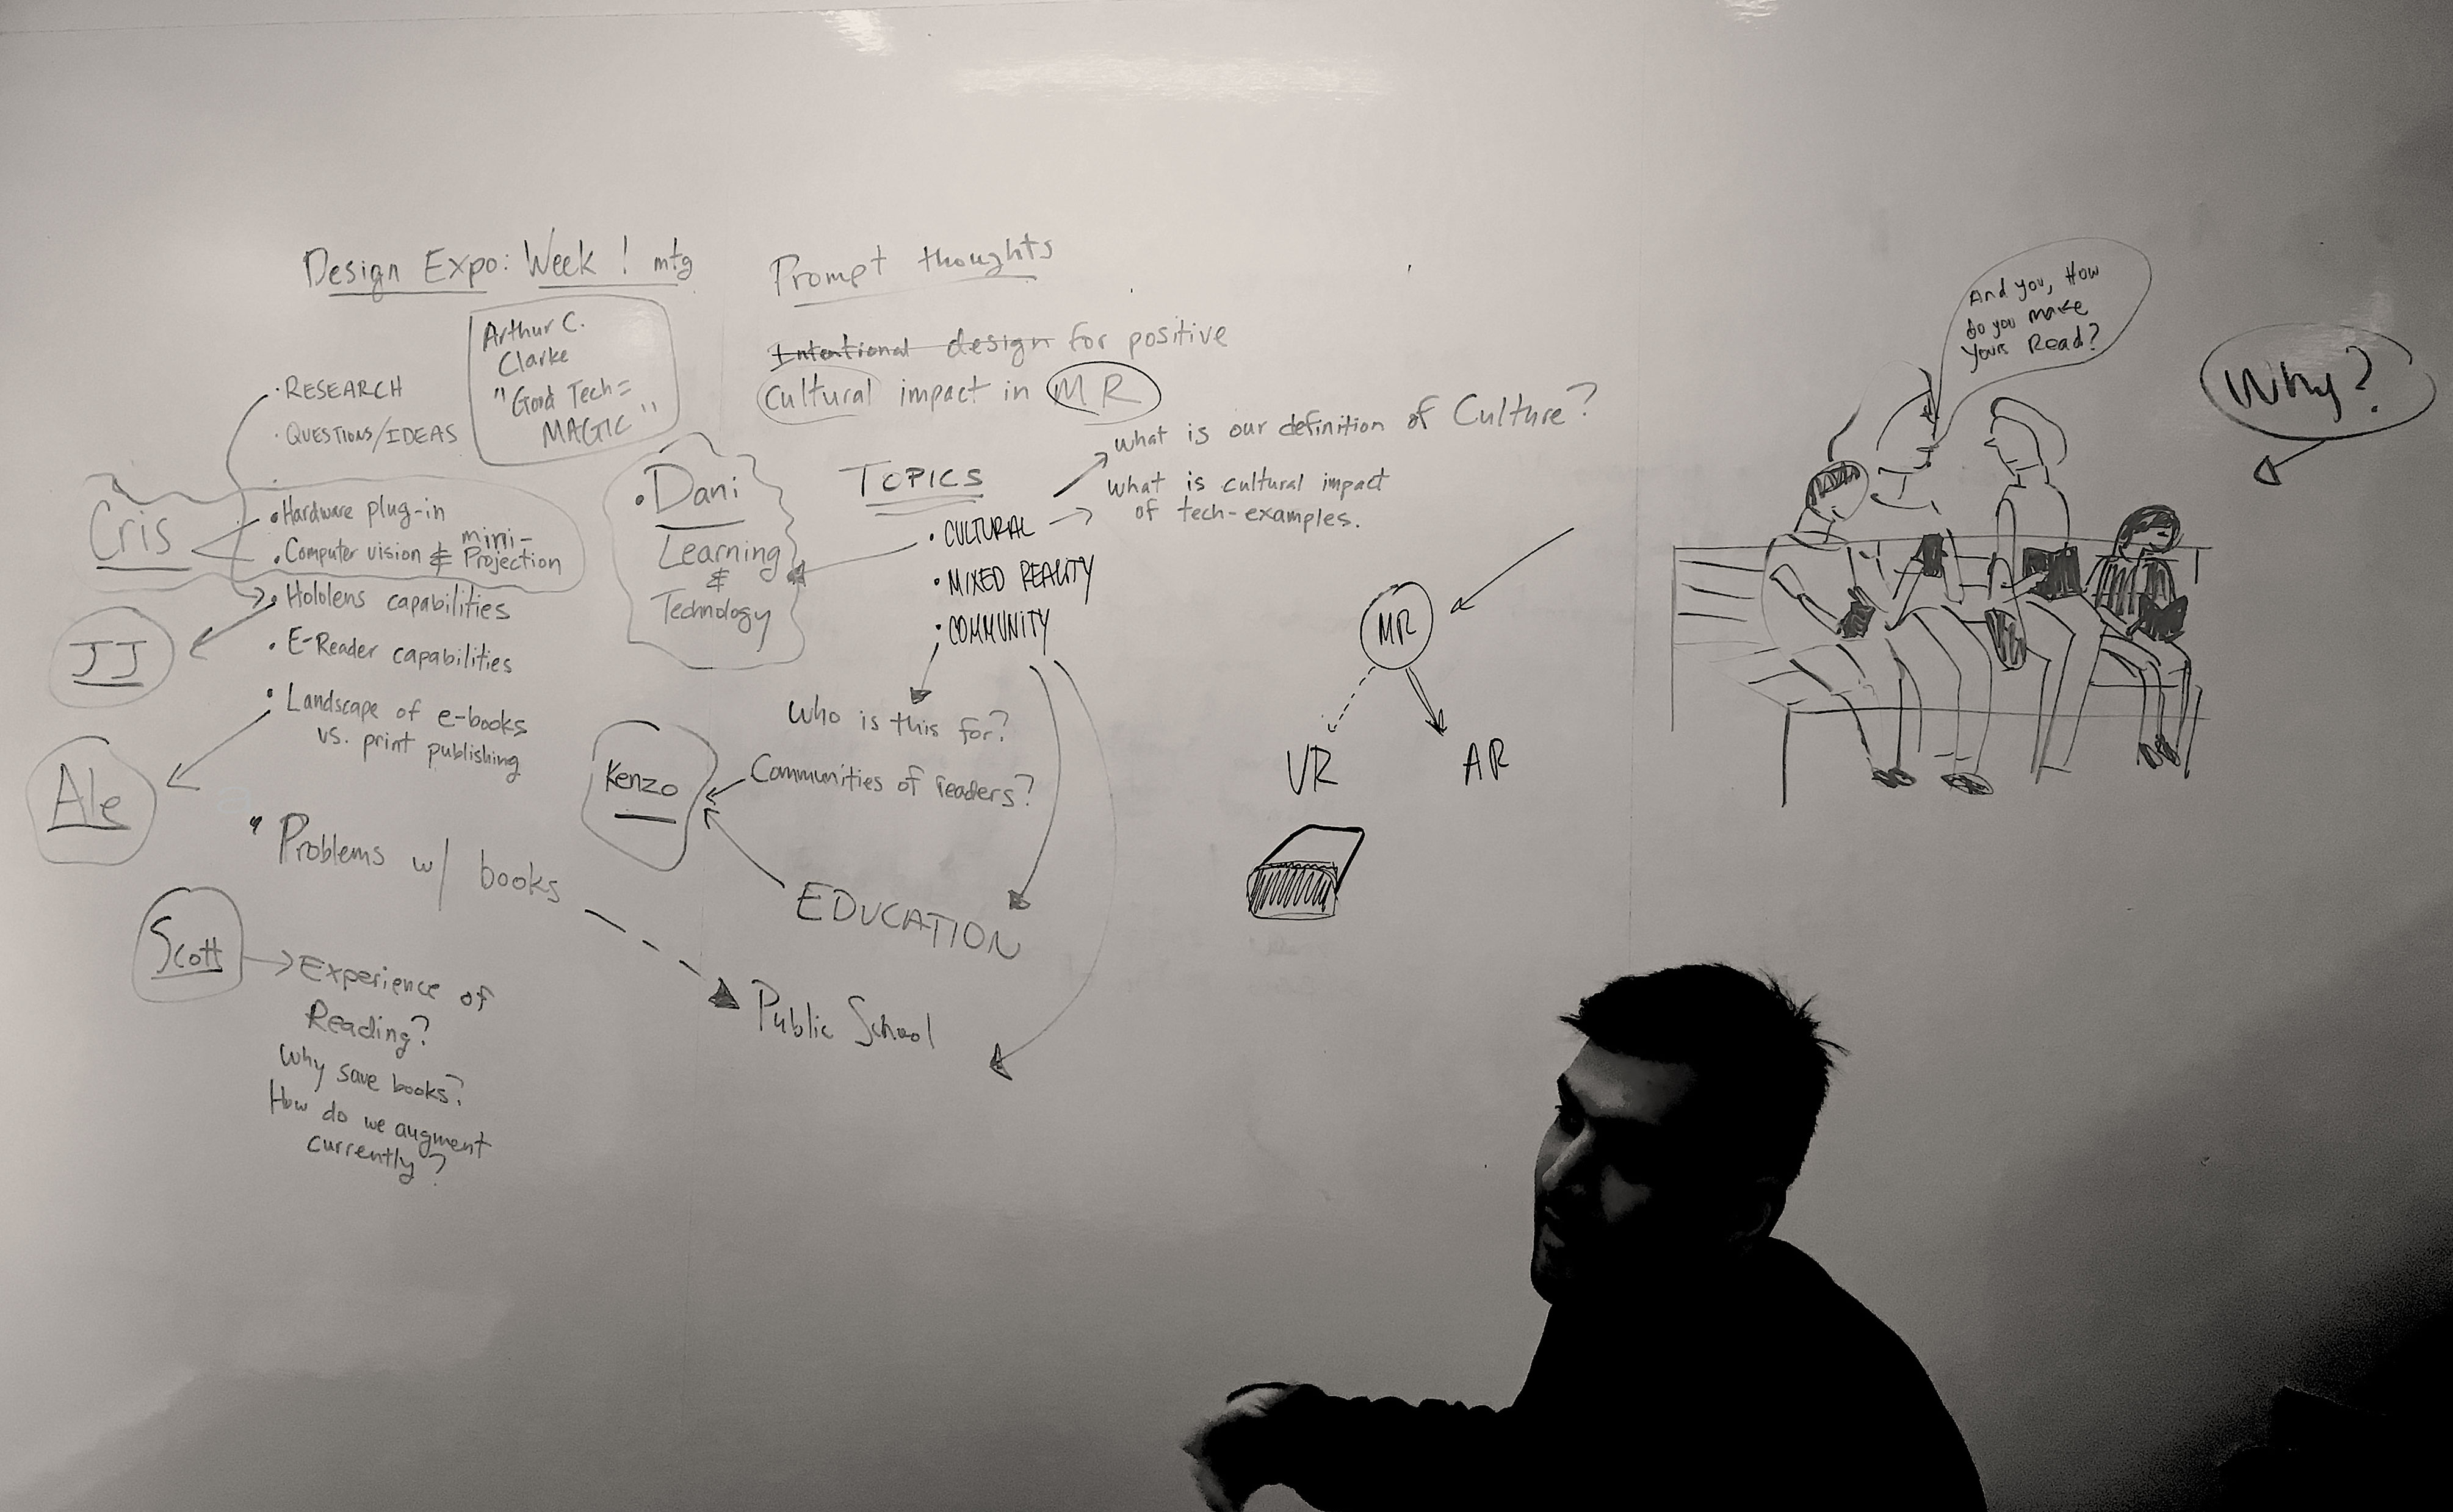 Design Expo: Week 1 mtg
Arthur C.
Clarke
"Good Tech =
MAGIC"
· RESEARCH
· QUESTIONS/IDEAS
Cris
• Hardware plug-in
• Computer vision & mini-
Projection
• Hololens capabilities
JJ
• E-Reader capabilities
• Landscape of e-books
vs. print publishing
Ale
" Problems w/ books
Scott
Experience of
Reading?
Why save books?
How do we augment
currently?
Prompt thoughts
Intentional design for positive
Cultural impact in MR
• Dani
Learning
&
Technology
TOPICS
• CULTURAL
• MIXED REALITY
• COMMUNITY
what is our definition of Culture?
what is cultural impact
of tech-examples.
Who is this for?
Kenzo
Communities of readers?
EDUCATION
Public School
MR
VR
AR
And you, How
do you make
yours Read?
Why?